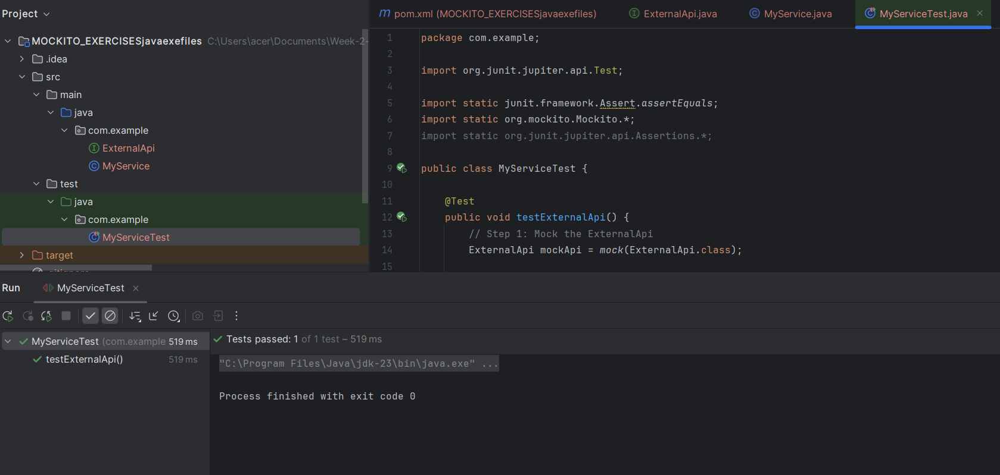 Project
MOCKITO_EXERCISESjavaexefiles C:\Users\acer\Documents\Week-2-
.idea
src
main
java
com.example
ExternalApi
MyService
test
java
com.example
MyServiceTest
target
pom.xml (MOCKITO_EXERCISESjavaexefiles) ExternalApi.java MyService.java MyServiceTest.java
1 package com.example;
2
3 import org.junit.jupiter.api.Test;
4
5 import static junit.framework.Assert.assertEquals;
6 import static org.mockito.Mockito.*;
7 import static org.junit.jupiter.api.Assertions.*;
8
9 public class MyServiceTest {
10
11 @Test
12 public void testExternalApi() {
13 // Step 1: Mock the ExternalApi
14 ExternalApi mockApi = mock(ExternalApi.class);
15
Run MyServiceTest
MyServiceTest (com.example 519 ms
testExternalApi() 519 ms
Tests passed: 1 of 1 test – 519 ms
"C:\Program Files\Java\jdk-23\bin\java.exe" ...
Process finished with exit code 0